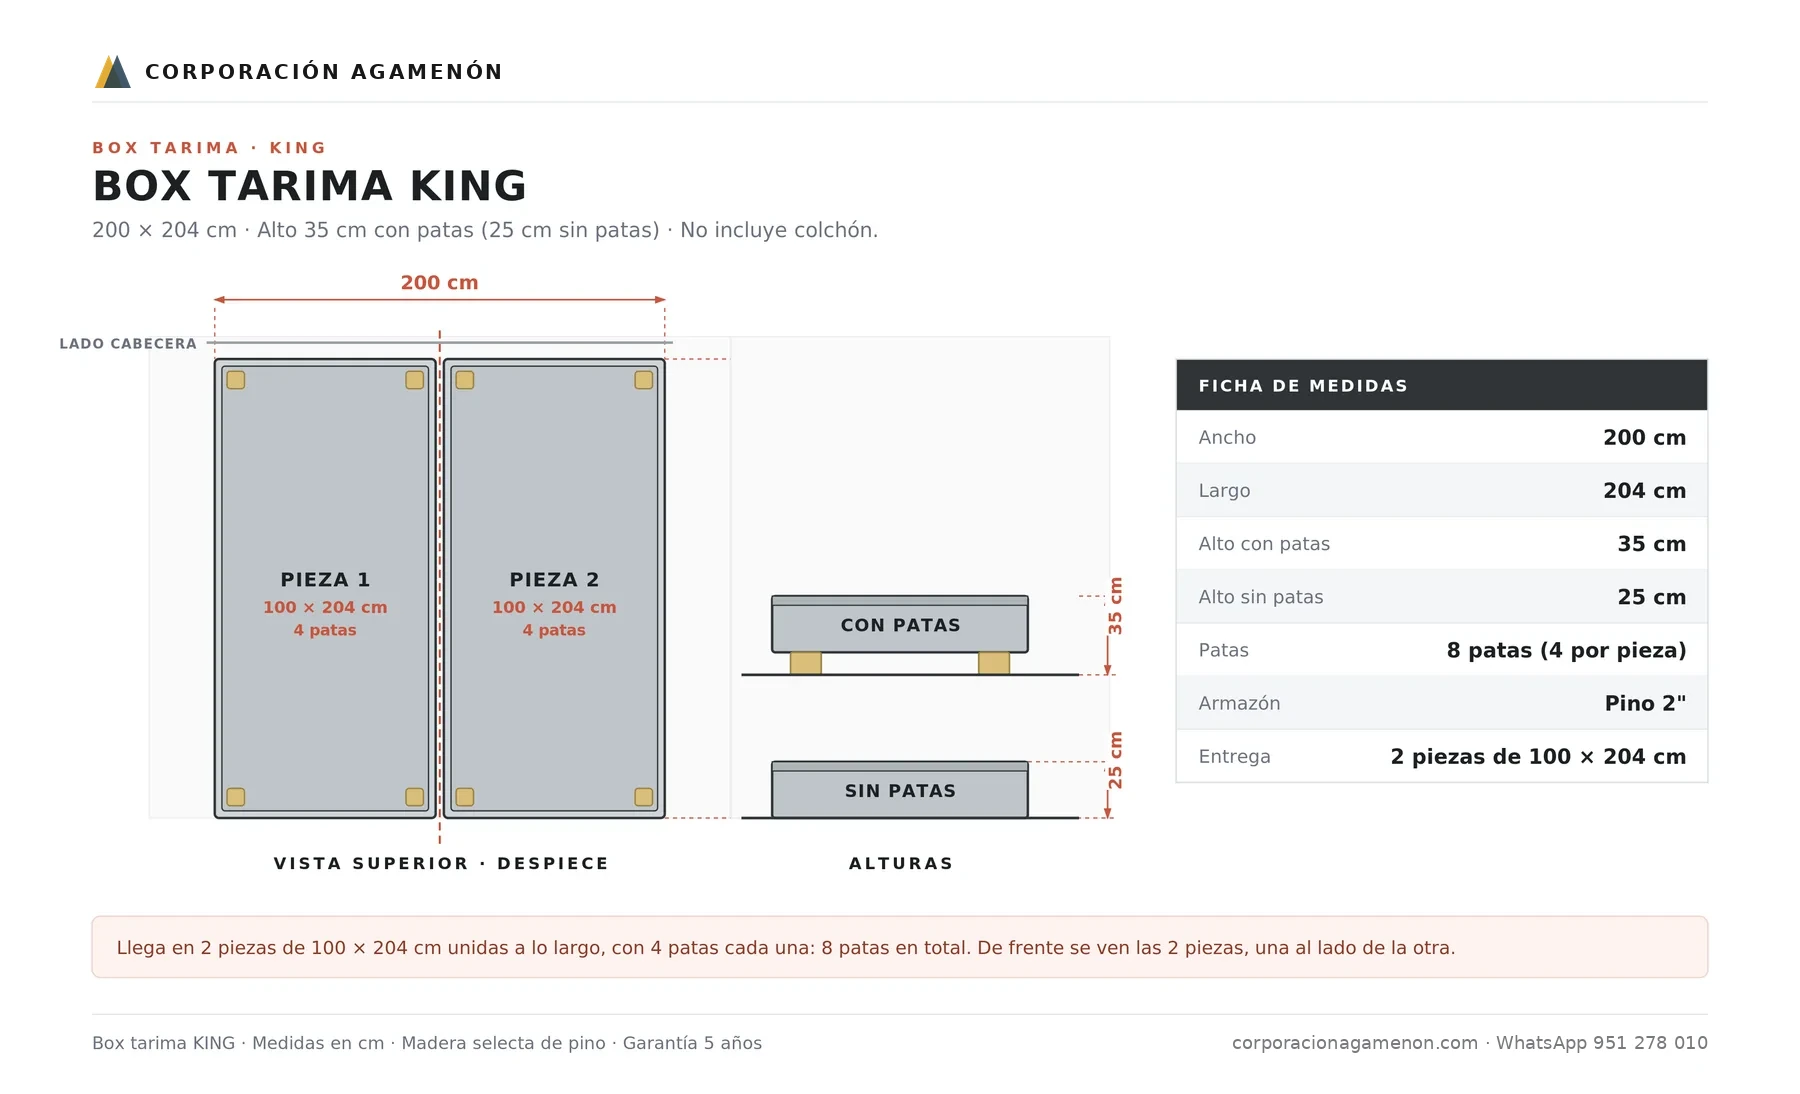 CORPORACIÓN AGAMENÓN
BOX TARIMA · KING
BOX TARIMA KING
200 × 204 cm · Alto 35 cm con patas (25 cm sin patas) · No incluye colchón.
200 cm
LADO CABECERA
PIEZA 1
100 × 204 cm
4 patas
PIEZA 2
100 × 204 cm
4 patas
VISTA SUPERIOR · DESPIECE
CON PATAS
35 cm
SIN PATAS
25 cm
ALTURAS
FICHA DE MEDIDAS
Ancho 200 cm
Largo 204 cm
Alto con patas 35 cm
Alto sin patas 25 cm
Patas 8 patas (4 por pieza)
Armazón Pino 2"
Entrega 2 piezas de 100 × 204 cm
Llega en 2 piezas de 100 × 204 cm unidas a lo largo, con 4 patas cada una: 8 patas en total. De frente se ven las 2 piezas, una al lado de la otra.
Box tarima KING · Medidas en cm · Madera selecta de pino · Garantía 5 años
corporacionagamenon.com · WhatsApp 951 278 010